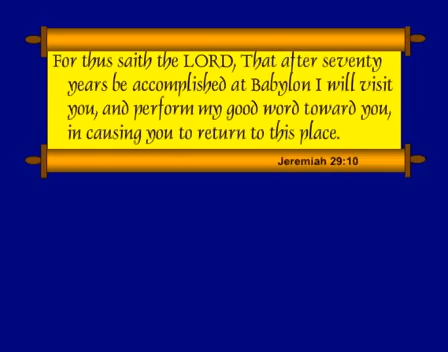 For thus saith the LORD, That after seventy
years be accomplished at Babylon I will visit
you, and perform my good word toward you,
in causing you to return to this place.
Jeremiah 29:10